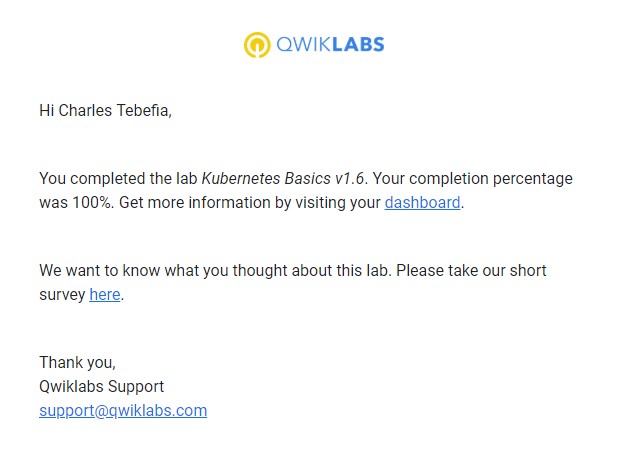 QWIKLABS
Hi Charles Tebefia,
You completed the lab Kubernetes Basics v1.6. Your completion percentage
was 100%. Get more information by visiting your dashboard.
We want to know what you thought about this lab. Please take our short
survey here.
Thank you,
Qwiklabs Support
support@qwiklabs.com